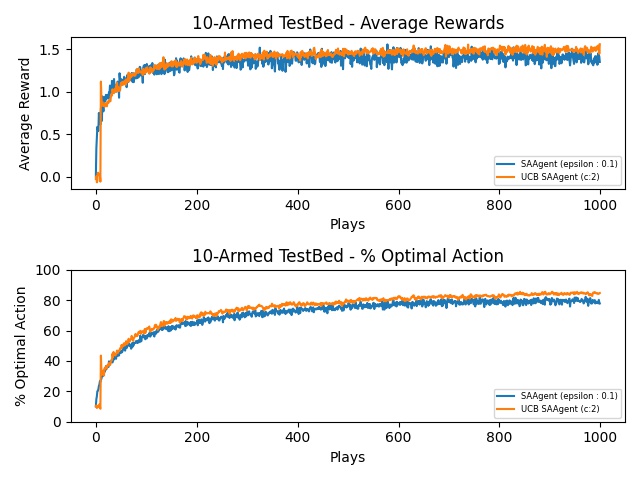 10-Armed TestBed - Average Rewards
Average Reward
1.5
1.0
0.5
0.0
SAAgent (epsilon : 0.1)
UCB SAAgent (c:2)
0 200 400 600 800 1000
Plays
10-Armed TestBed - % Optimal Action
% Optimal Action
100
80
60
40
20
0
SAAgent (epsilon : 0.1)
UCB SAAgent (c:2)
0 200 400 600 800 1000
Plays